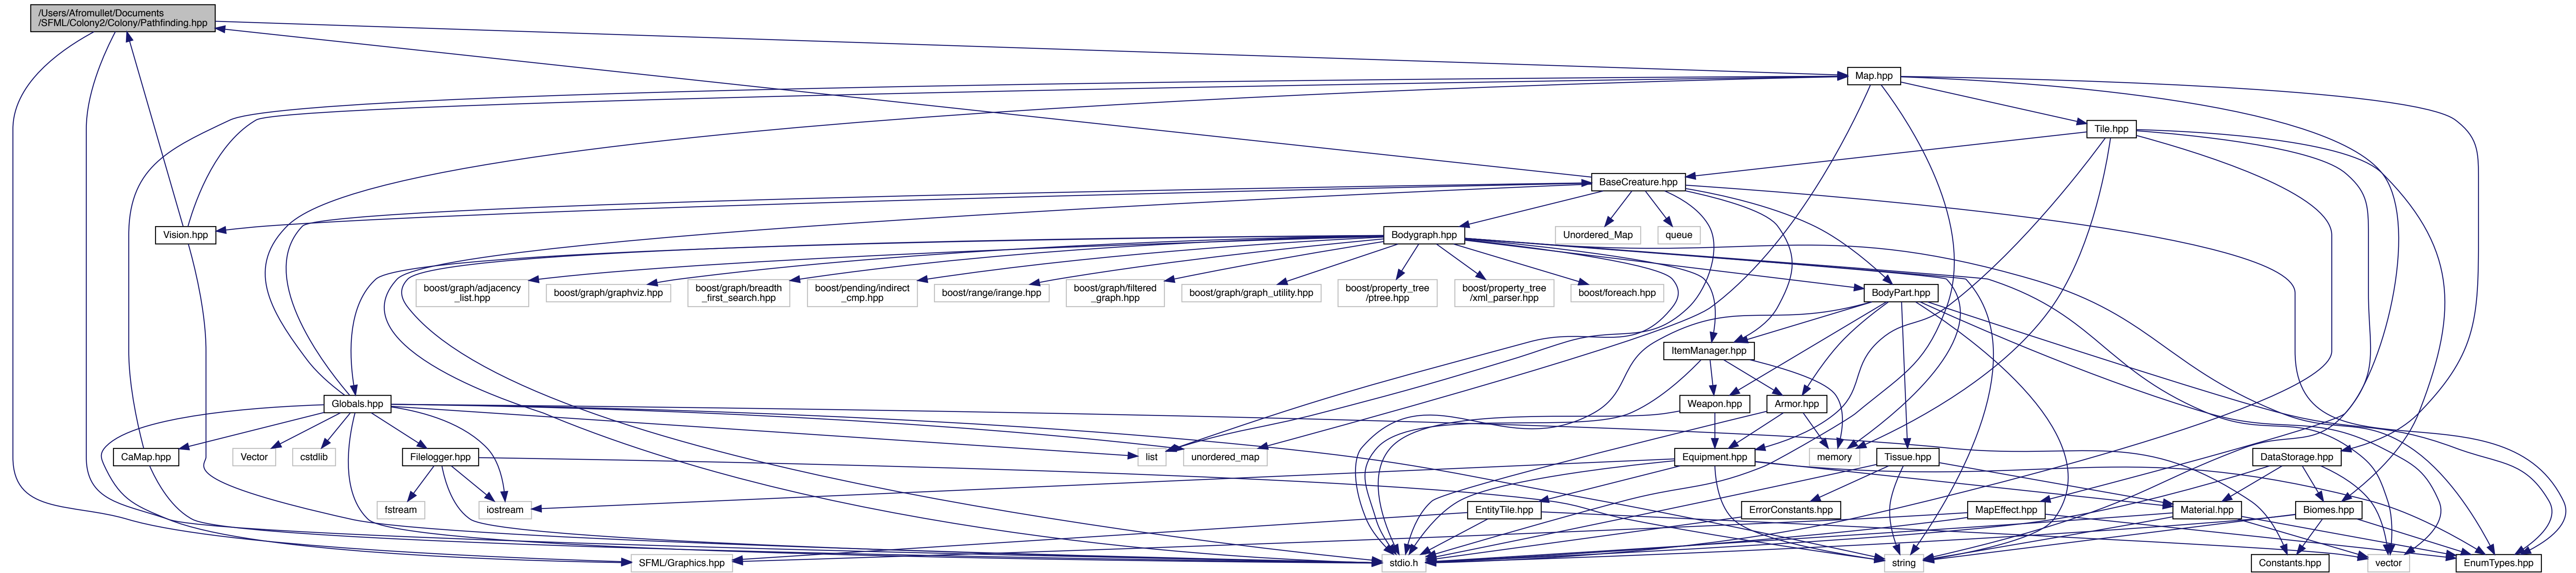 /Users/Afromullet/Documents
/SFML/Colony2/Colony/Pathfinding.hpp
Map.hpp
Tile.hpp
BaseCreature.hpp
Vision.hpp
Bodygraph.hpp
Unordered_Map
queue
boost/graph/adjacency
_list.hpp
boost/graph/graphviz.hpp
boost/graph/breadth
_first_search.hpp
boost/pending/indirect
_cmp.hpp
boost/range/irange.hpp
boost/graph/filtered
_graph.hpp
boost/graph/graph_utility.hpp
boost/property_tree
/ptree.hpp
boost/property_tree
/xml_parser.hpp
boost/foreach.hpp
BodyPart.hpp
ItemManager.hpp
Globals.hpp
Weapon.hpp
Armor.hpp
CaMap.hpp
Vector
cstdlib
Filelogger.hpp
list
unordered_map
Equipment.hpp
memory
Tissue.hpp
DataStorage.hpp
fstream
iostream
EntityTile.hpp
ErrorConstants.hpp
MapEffect.hpp
Material.hpp
Biomes.hpp
SFML/Graphics.hpp
stdio.h
string
Constants.hpp
vector
EnumTypes.hpp